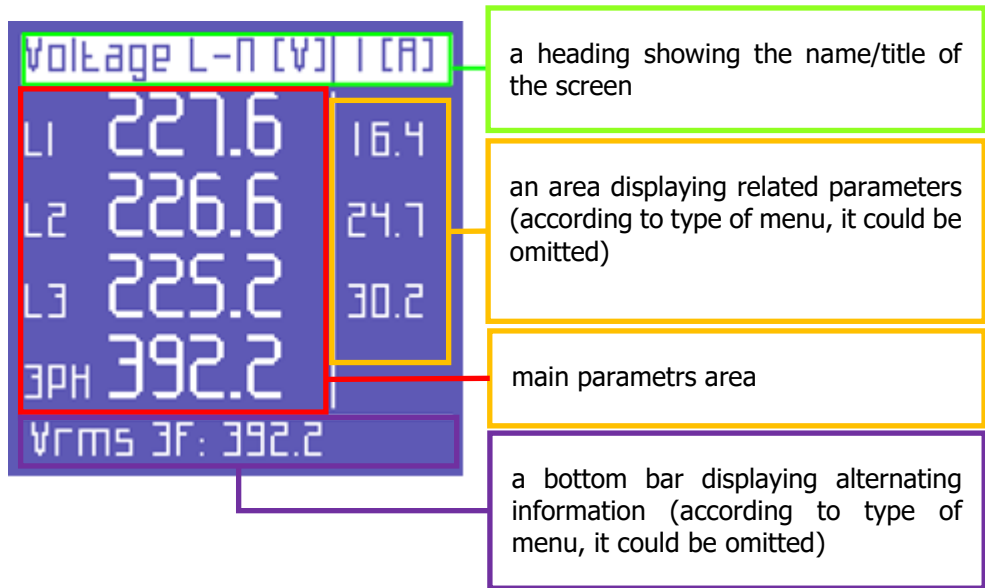 Voltage L-N [V] I [A]
L1 227.6 16.4
L2 226.6 24.7
L3 225.2 30.2
3PH 392.2
Vrms 3F: 392.2
a heading showing the name/title of
the screen
an area displaying related parameters
(according to type of menu, it could be
omitted)
main parametrs area
a bottom bar displaying alternating
information (according to type of
menu, it could be omitted)